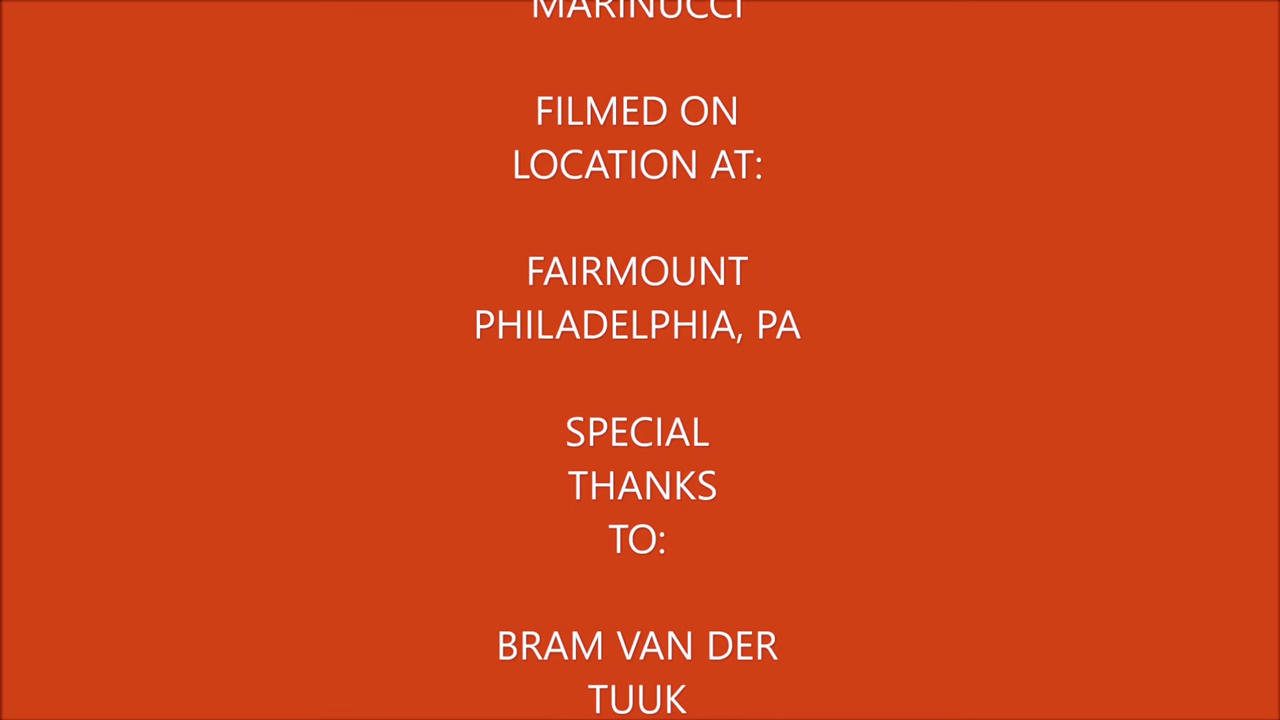 MARINUCCI
FILMED ON
LOCATION AT:
FAIRMOUNT
PHILADELPHIA, PA
SPECIAL
THANKS
TO:
BRAM VAN DER
TUUK